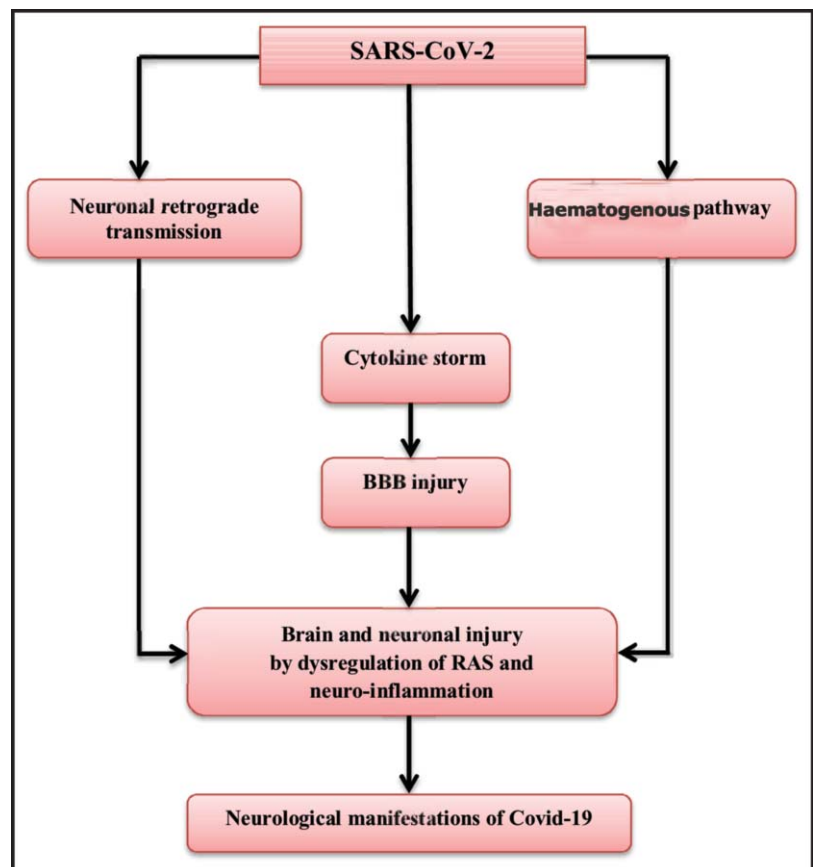 SARS-CoV-2
Neuronal retrograde
transmission
Haematogenous pathway
Cytokine storm
BBB injury
Brain and neuronal injury
by dysregulation of RAS and
neuro-inflammation
Neurological manifestations of Covid-19